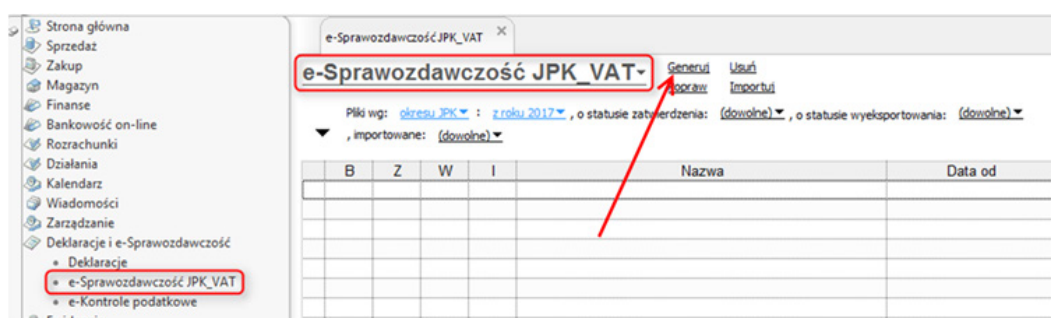 Strona główna
Sprzedaż
Zakup
Magazyn
Finanse
Bankowość on-line
Rozrachunki
Działania
Kalendarz
Wiadomości
Zarządzanie
Deklaracje i e-Sprawozdawczość
Deklaracje
e-Sprawozdawczość JPK_VAT
e-Kontrole podatkowe
e-Sprawozdawczość JPK_VAT
e-Sprawozdawczość JPK_VAT
Generuj Usuń
Popraw Importuj
Pliki wg: okresu JPK : z roku 2017 , o statusie zatwierdzenia: (dowolne) , o statusie wyeksportowania: (dowolne)
, importowane: (dowolne)
B Z W I Nazwa Data od